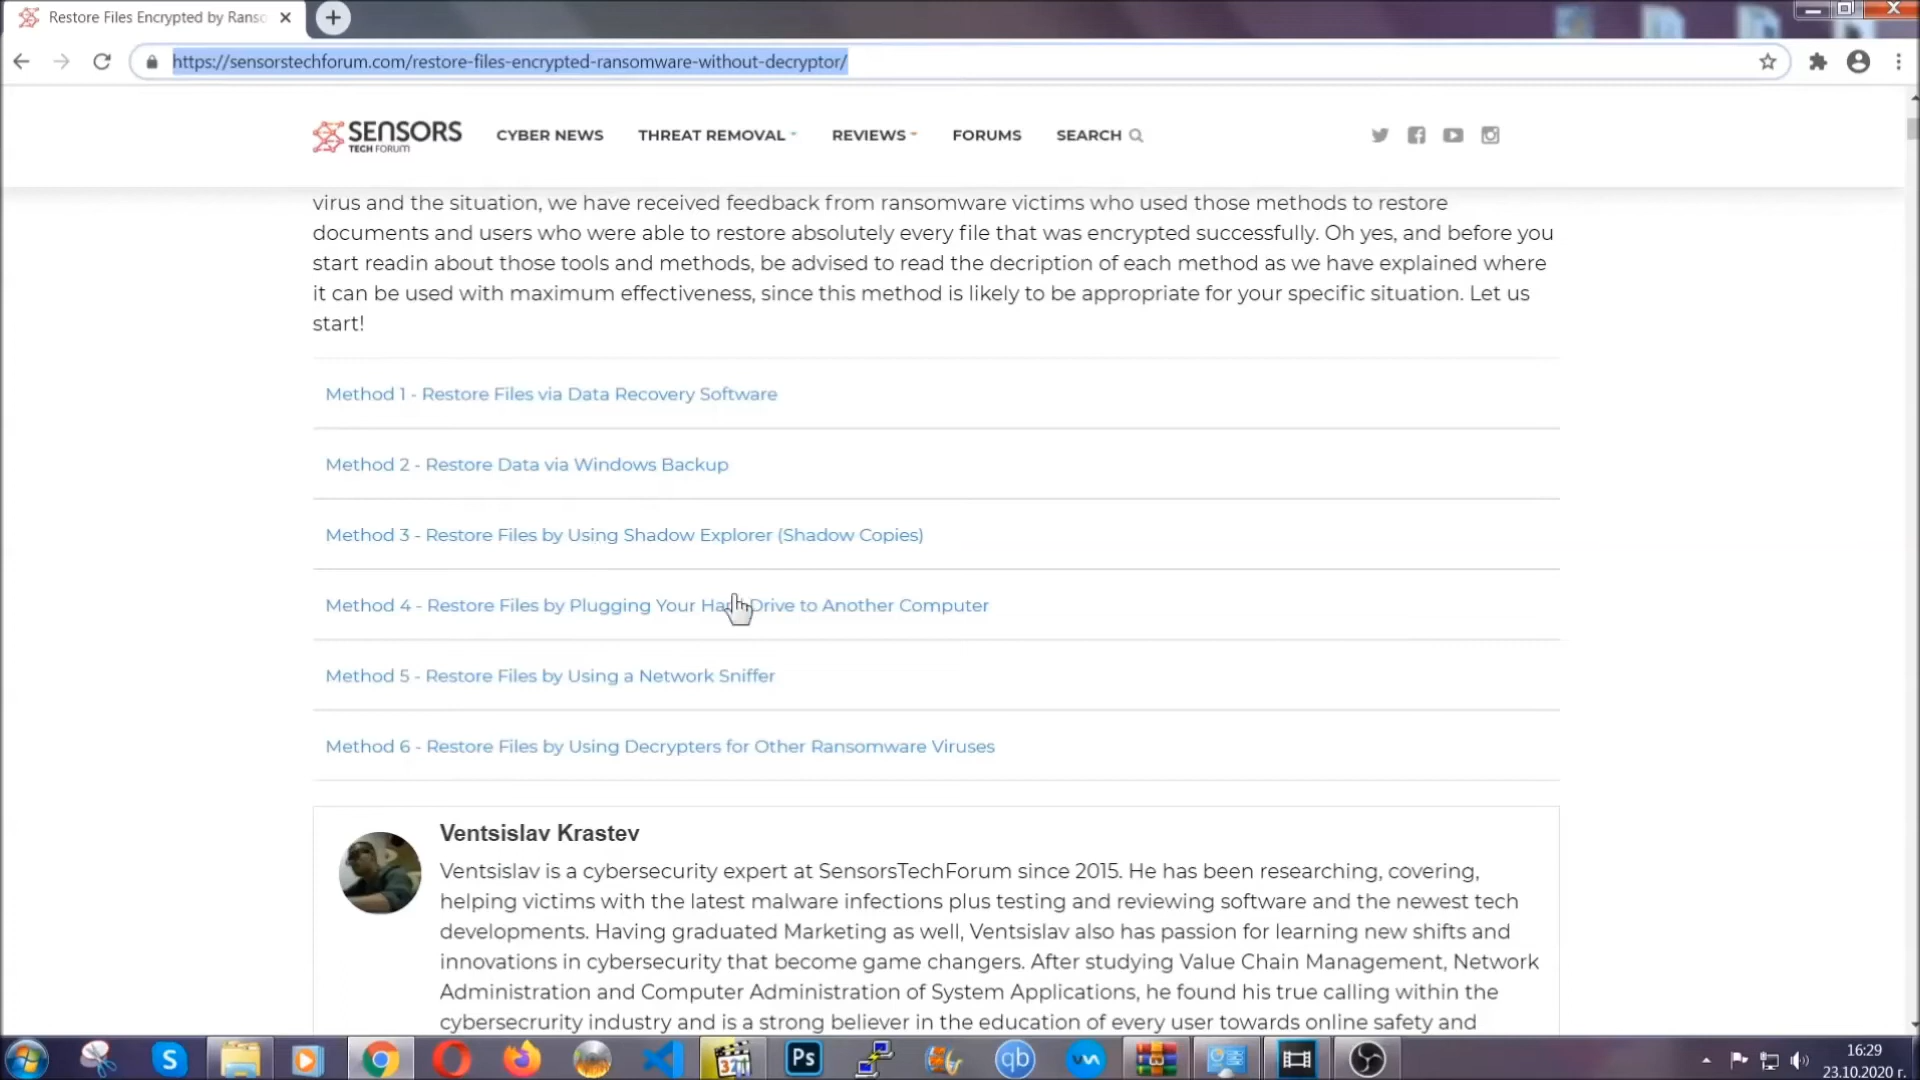 Restore Files Encrypted by Ranso
https://sensorstechforum.com/restore-files-encrypted-ransomware-without-decryptor/
SENSORS
TECH FORUM
CYBER NEWS
THREAT REMOVAL
REVIEWS
FORUMS
SEARCH
virus and the situation, we have received feedback from ransomware victims who used those methods to restore
documents and users who were able to restore absolutely every file that was encrypted successfully. Oh yes, and before you
start readin about those tools and methods, be advised to read the decription of each method as we have explained where
it can be used with maximum effectiveness, since this method is likely to be appropriate for your specific situation. Let us
start!
Method 1 - Restore Files via Data Recovery Software
Method 2 - Restore Data via Windows Backup
Method 3 - Restore Files by Using Shadow Explorer (Shadow Copies)
Method 4 - Restore Files by Plugging Your Hard Drive to Another Computer
Method 5 - Restore Files by Using a Network Sniffer
Method 6 - Restore Files by Using Decrypters for Other Ransomware Viruses
Ventsislav Krastev
Ventsislav is a cybersecurity expert at SensorsTechForum since 2015. He has been researching, covering,
helping victims with the latest malware infections plus testing and reviewing software and the newest tech
developments. Having graduated Marketing as well, Ventsislav also has passion for learning new shifts and
innovations in cybersecurity that become game changers. After studying Value Chain Management, Network
Administration and Computer Administration of System Applications, he found his true calling within the
cybersecrurity industry and is a strong believer in the education of every user towards online safety and
S
321
Ps
qb
16:29
23.10.2020 г.